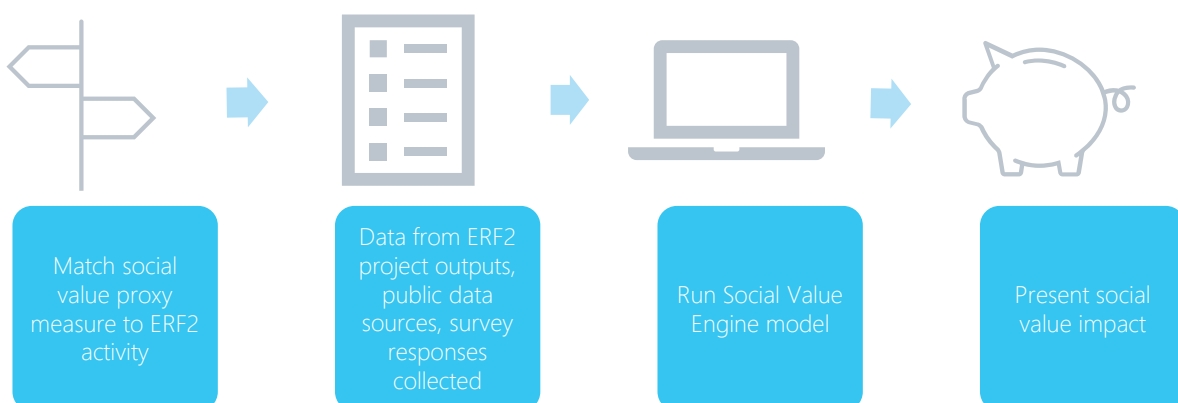 Match social
value proxy
measure to ERF2
activity
Data from ERF2
project outputs,
public data
sources, survey
responses
collected
Run Social Value
Engine model
Present social
value impact